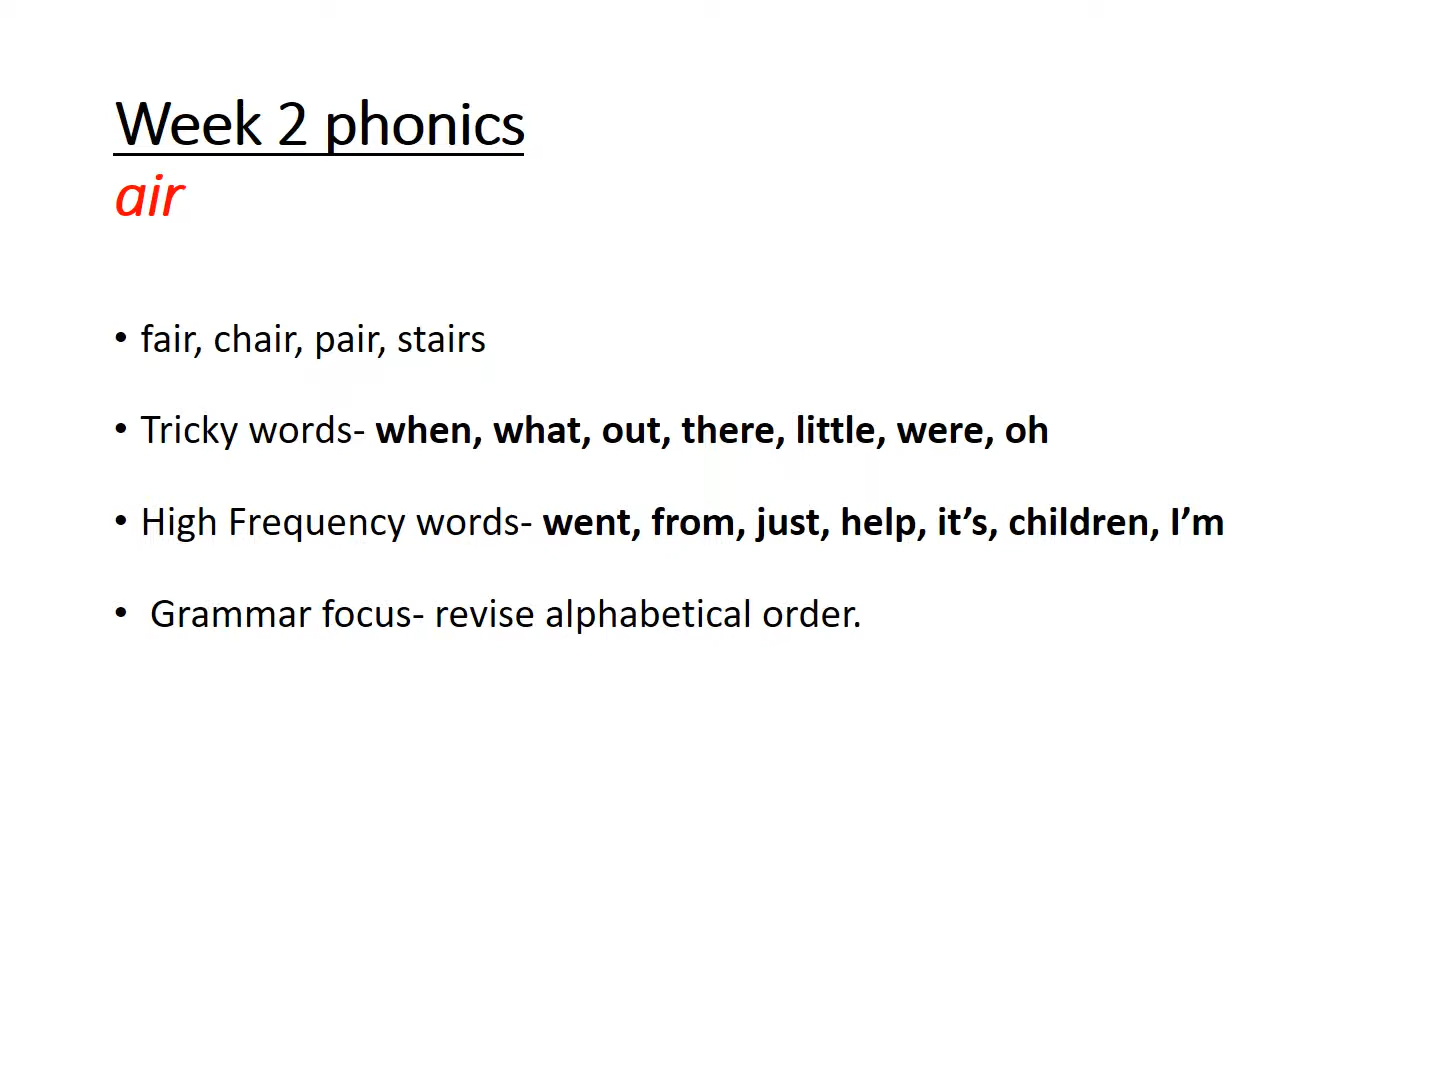 Week 2 phonics
air
• fair, chair, pair, stairs
• Tricky words- when, what, out, there, little, were, oh
• High Frequency words- went, from, just, help, it’s, children, I’m
• Grammar focus- revise alphabetical order.